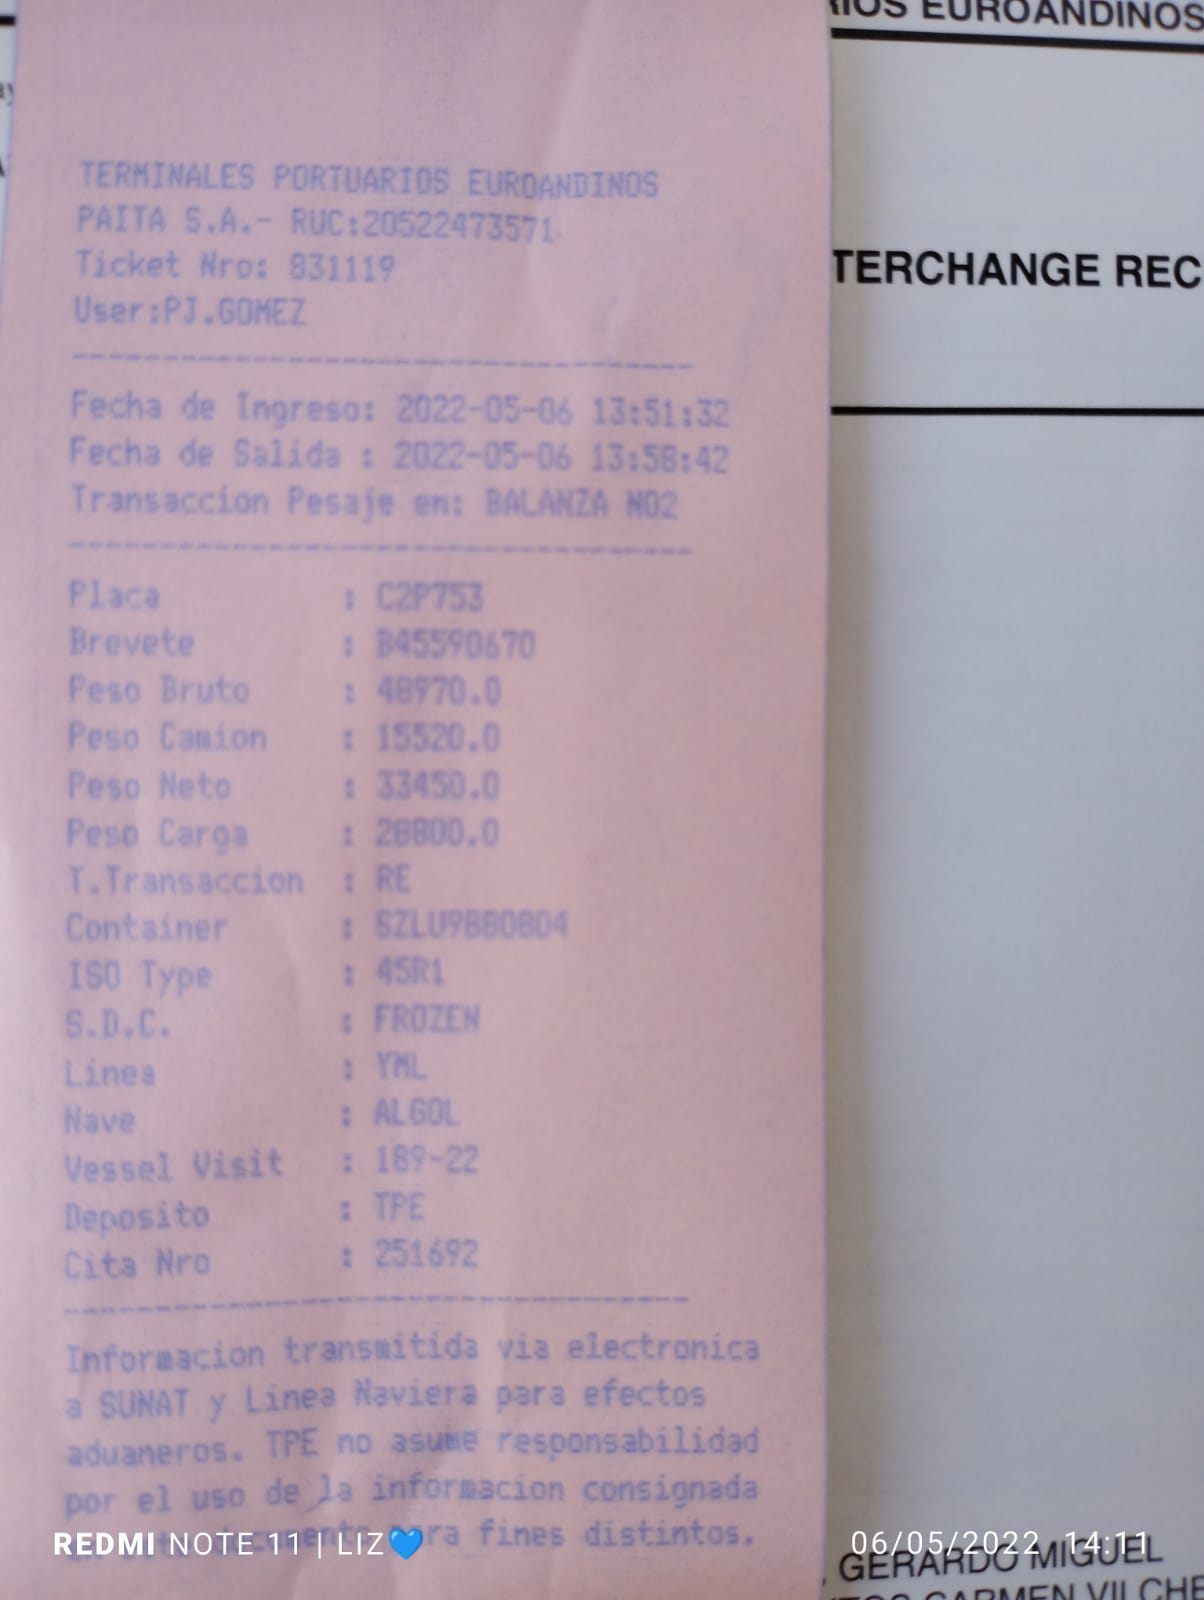 TERMINALES PORTUARIOS EUROANDINOS
PAITA S.A.- RUC:20522473571
Ticket Nro: 831119
User:PJ.GOMEZ
Fecha de Ingreso: 2022-05-06 13:51:32
Fecha de Salida : 2022-05-06 13:58:42
Transaccion Pesaje en: BALANZA NO2
Placa : C2P753
Brevete : B45590670
Peso Bruto : 48970.0
Peso Camion : 15520.0
Peso Neto : 33450.0
Peso Carga : 28800.0
T.Transaccion : RE
Container : SZLU9880804
ISO Type : 45R1
S.D.C. : FROZEN
Linea : YML
Nave : ALGOL
Vessel Visit : 189-22
Deposito : TPE
Cita Nro : 251692
Informacion transmitida via electronica
a SUNAT y Linea Naviera para efectos
aduaneros. TPE no asume responsabilidad
por el uso de la informacion consignada
fines distintos.
REDMI NOTE 11 | LIZ💙
06/05/2022 14:11
EUROANDINOS
TERCHANGE REC
GERARDO MIGUEL
CARMEN VILCHE